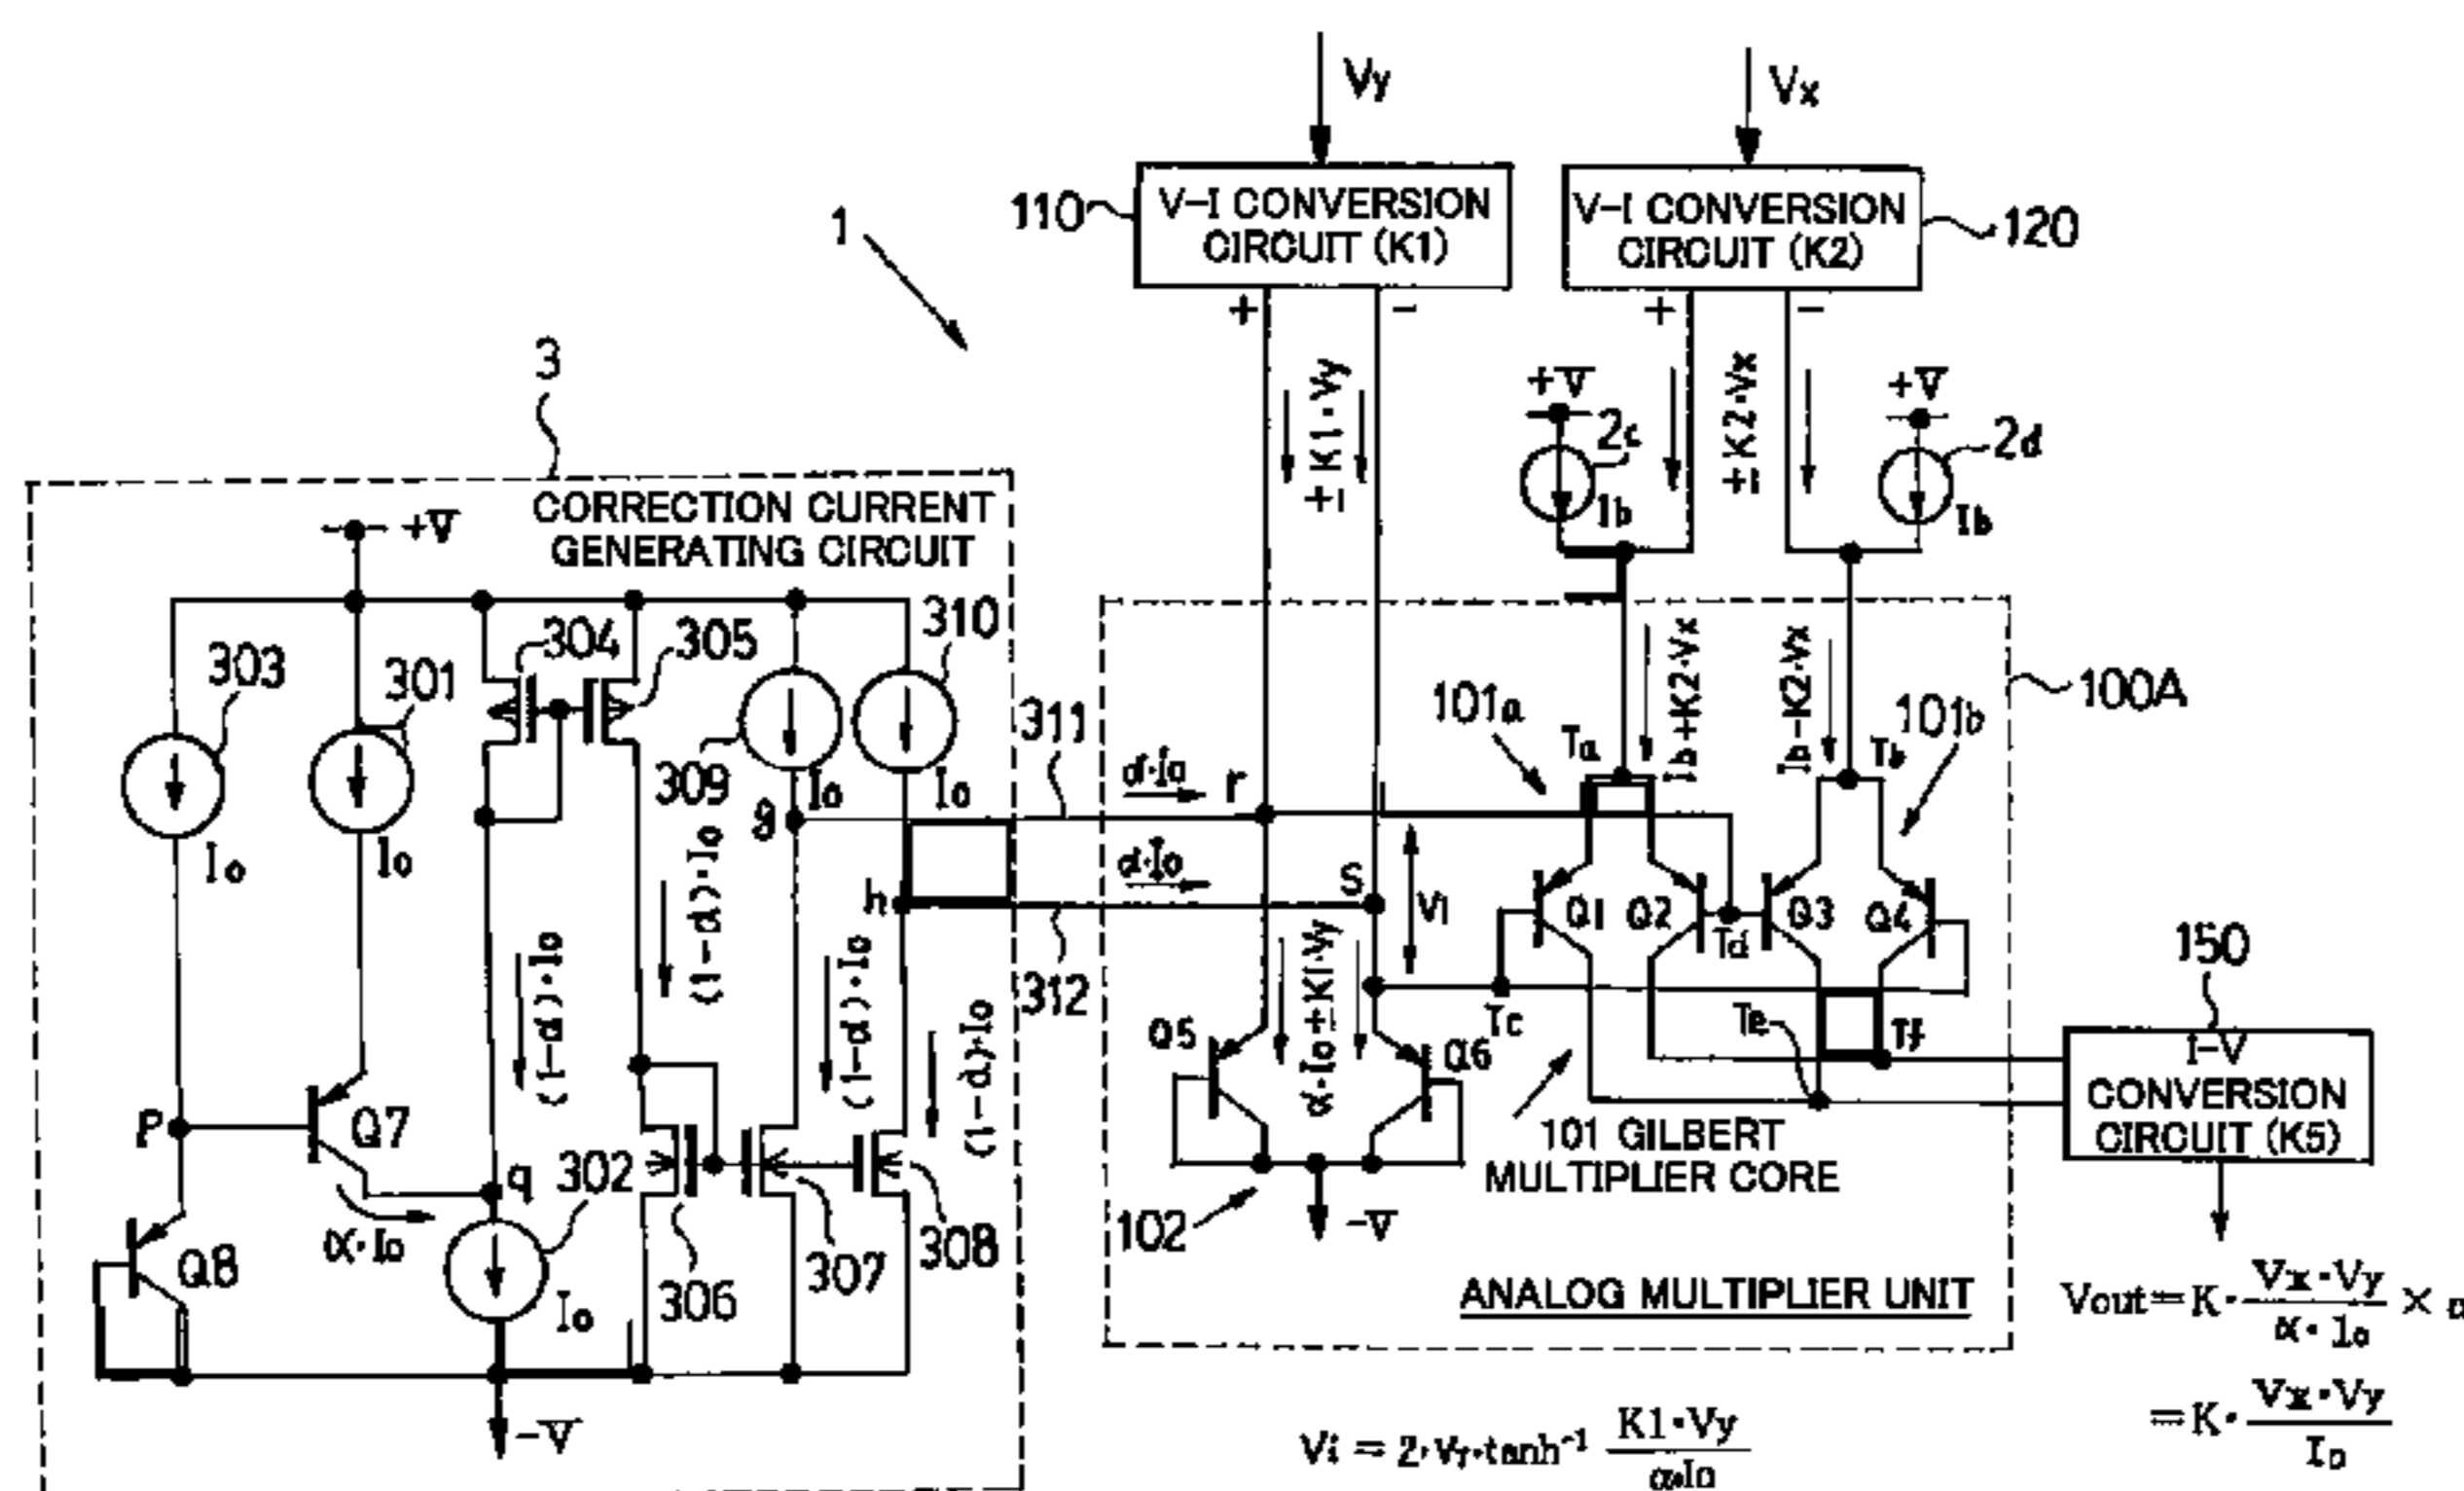 Vy
Vx
1
110
V-I CONVERSION
CIRCUIT (K1)
V-I CONVERSION
CIRCUIT (K2)
120
+
-
+
-
±K1·Vy
±K2·Vx
+V
2c
Ib
+V
2d
Ib
3
CORRECTION CURRENT
GENERATING CIRCUIT
+V
303
Io
301
Io
304
305
309
Io
310
Io
g
h
311
312
α·Io
α·Io
r
S
Vi
(1-α)·Io
(1-α)·Io
(1-α)·Io
(1-α)·Io
P
Q7
Q8
q
α·Io
302
Io
306
307
308
-V
100A
101a
101b
Ta
Ib+K2·Vx
Ib-K2·Vx
Tb
Q1
Q2
Q3
Q4
Td
Tc
Te
Tf
Q5
Q6
α·Io±K1·Vy
102
-V
101 GILBERT
MULTIPLIER CORE
ANALOG MULTIPLIER UNIT
150
I-V
CONVERSION
CIRCUIT (K5)
Vout=K·Vx·Vy/α·Io×α
=K·Vx·Vy/Io
Vi = 2·VT·tanh⁻¹ K1·Vy/α·Io